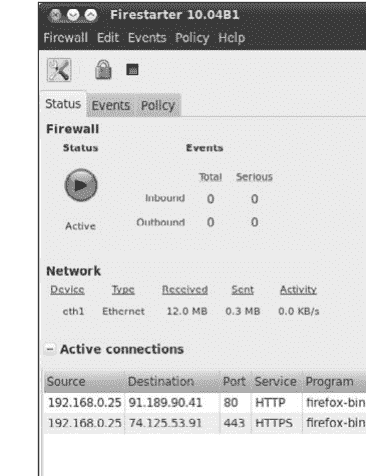 Firestarter 10.04B1
Firewall Edit Events Policy Help
Status Events Policy
Firewall
Status Events
Total Serious
Inbound 0 0
Active Outbound 0 0
Network
Device Type Received Sent Activity
eth1 Ethernet 12.0 MB 0.3 MB 0.0 KB/s
Active connections
Source Destination Port Service Program
192.168.0.25 91.189.90.41 80 HTTP firefox-bin
192.168.0.25 74.125.53.91 443 HTTPS firefox-bin